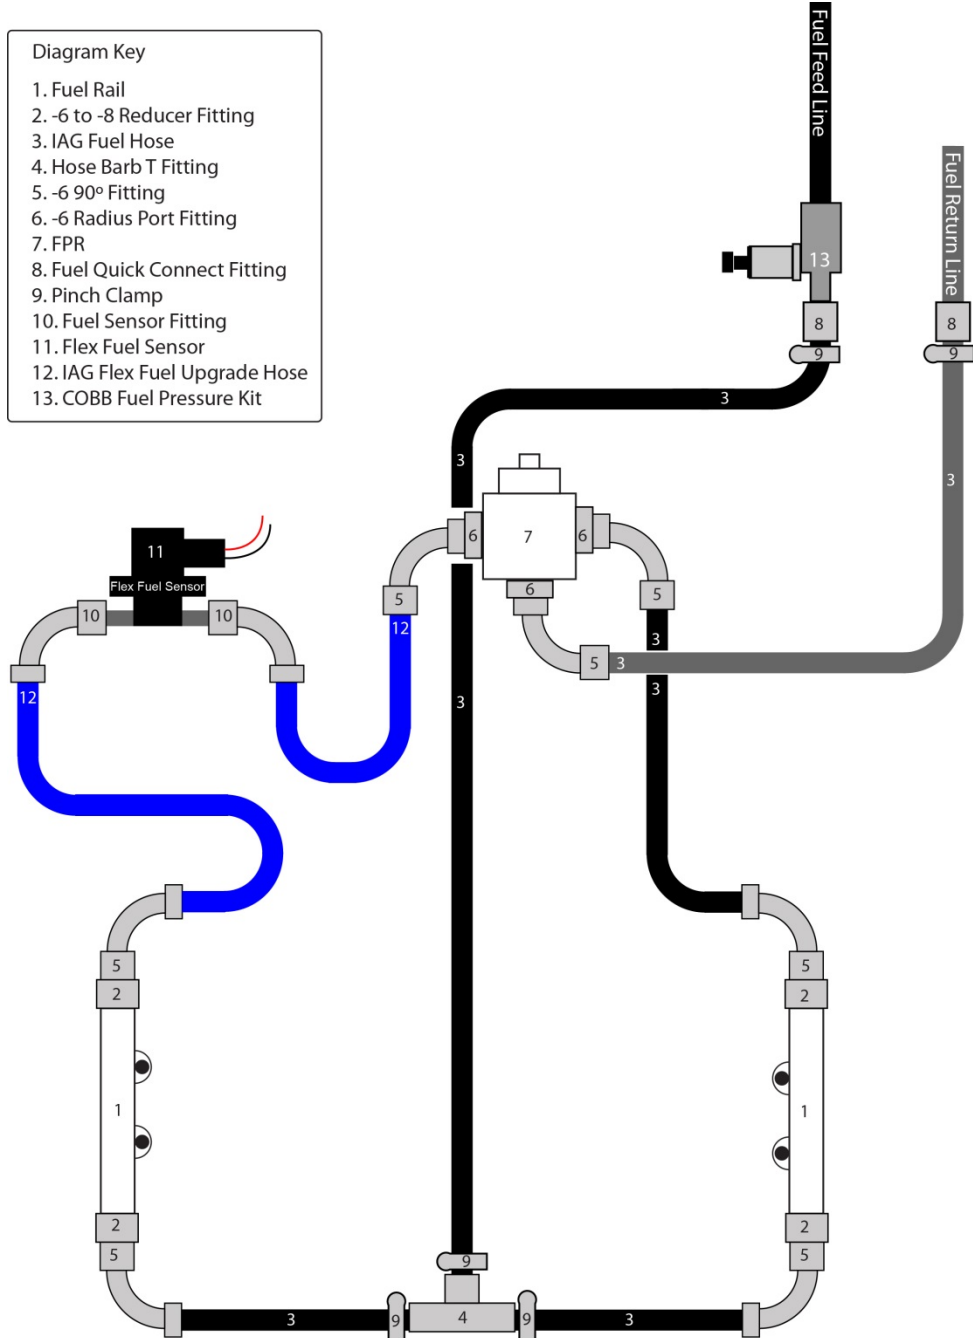 Diagram Key
1. Fuel Rail
2. -6 to -8 Reducer Fitting
3. IAG Fuel Hose
4. Hose Barb T Fitting
5. -6 90º Fitting
6. -6 Radius Port Fitting
7. FPR
8. Fuel Quick Connect Fitting
9. Pinch Clamp
10. Fuel Sensor Fitting
11. Flex Fuel Sensor
12. IAG Flex Fuel Upgrade Hose
13. COBB Fuel Pressure Kit
Fuel Feed Line
Fuel Return Line
13
8
8
9
9
3
3
3
11
Flex Fuel Sensor
6
7
6
6
10
10
5
5
12
3
5
3
12
3
3
5
5
2
2
1
1
2
2
5
5
9
9
3
4
9
3